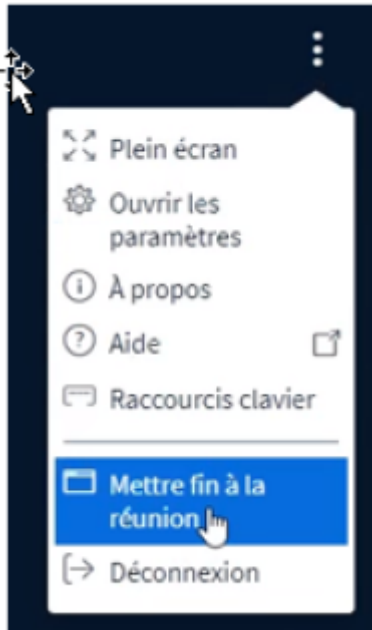 Plein écran
Ouvrir les
paramètres
À propos
Aide
Raccourcis clavier
Mettre fin à la
réunion
Déconnexion